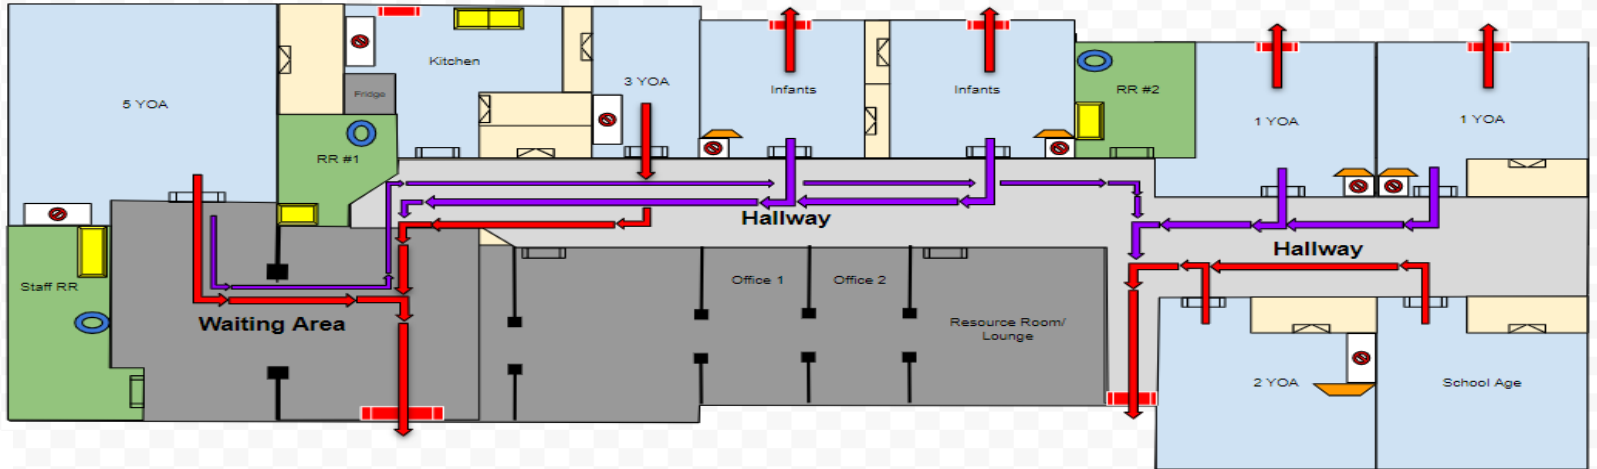 5 YOA
Kitchen
Fridge
RR #1
3 YOA
Infants
Infants
RR #2
1 YOA
1 YOA
Hallway
Hallway
Staff RR
Waiting Area
Office 1
Office 2
Resource Room/
Lounge
2 YOA
School Age